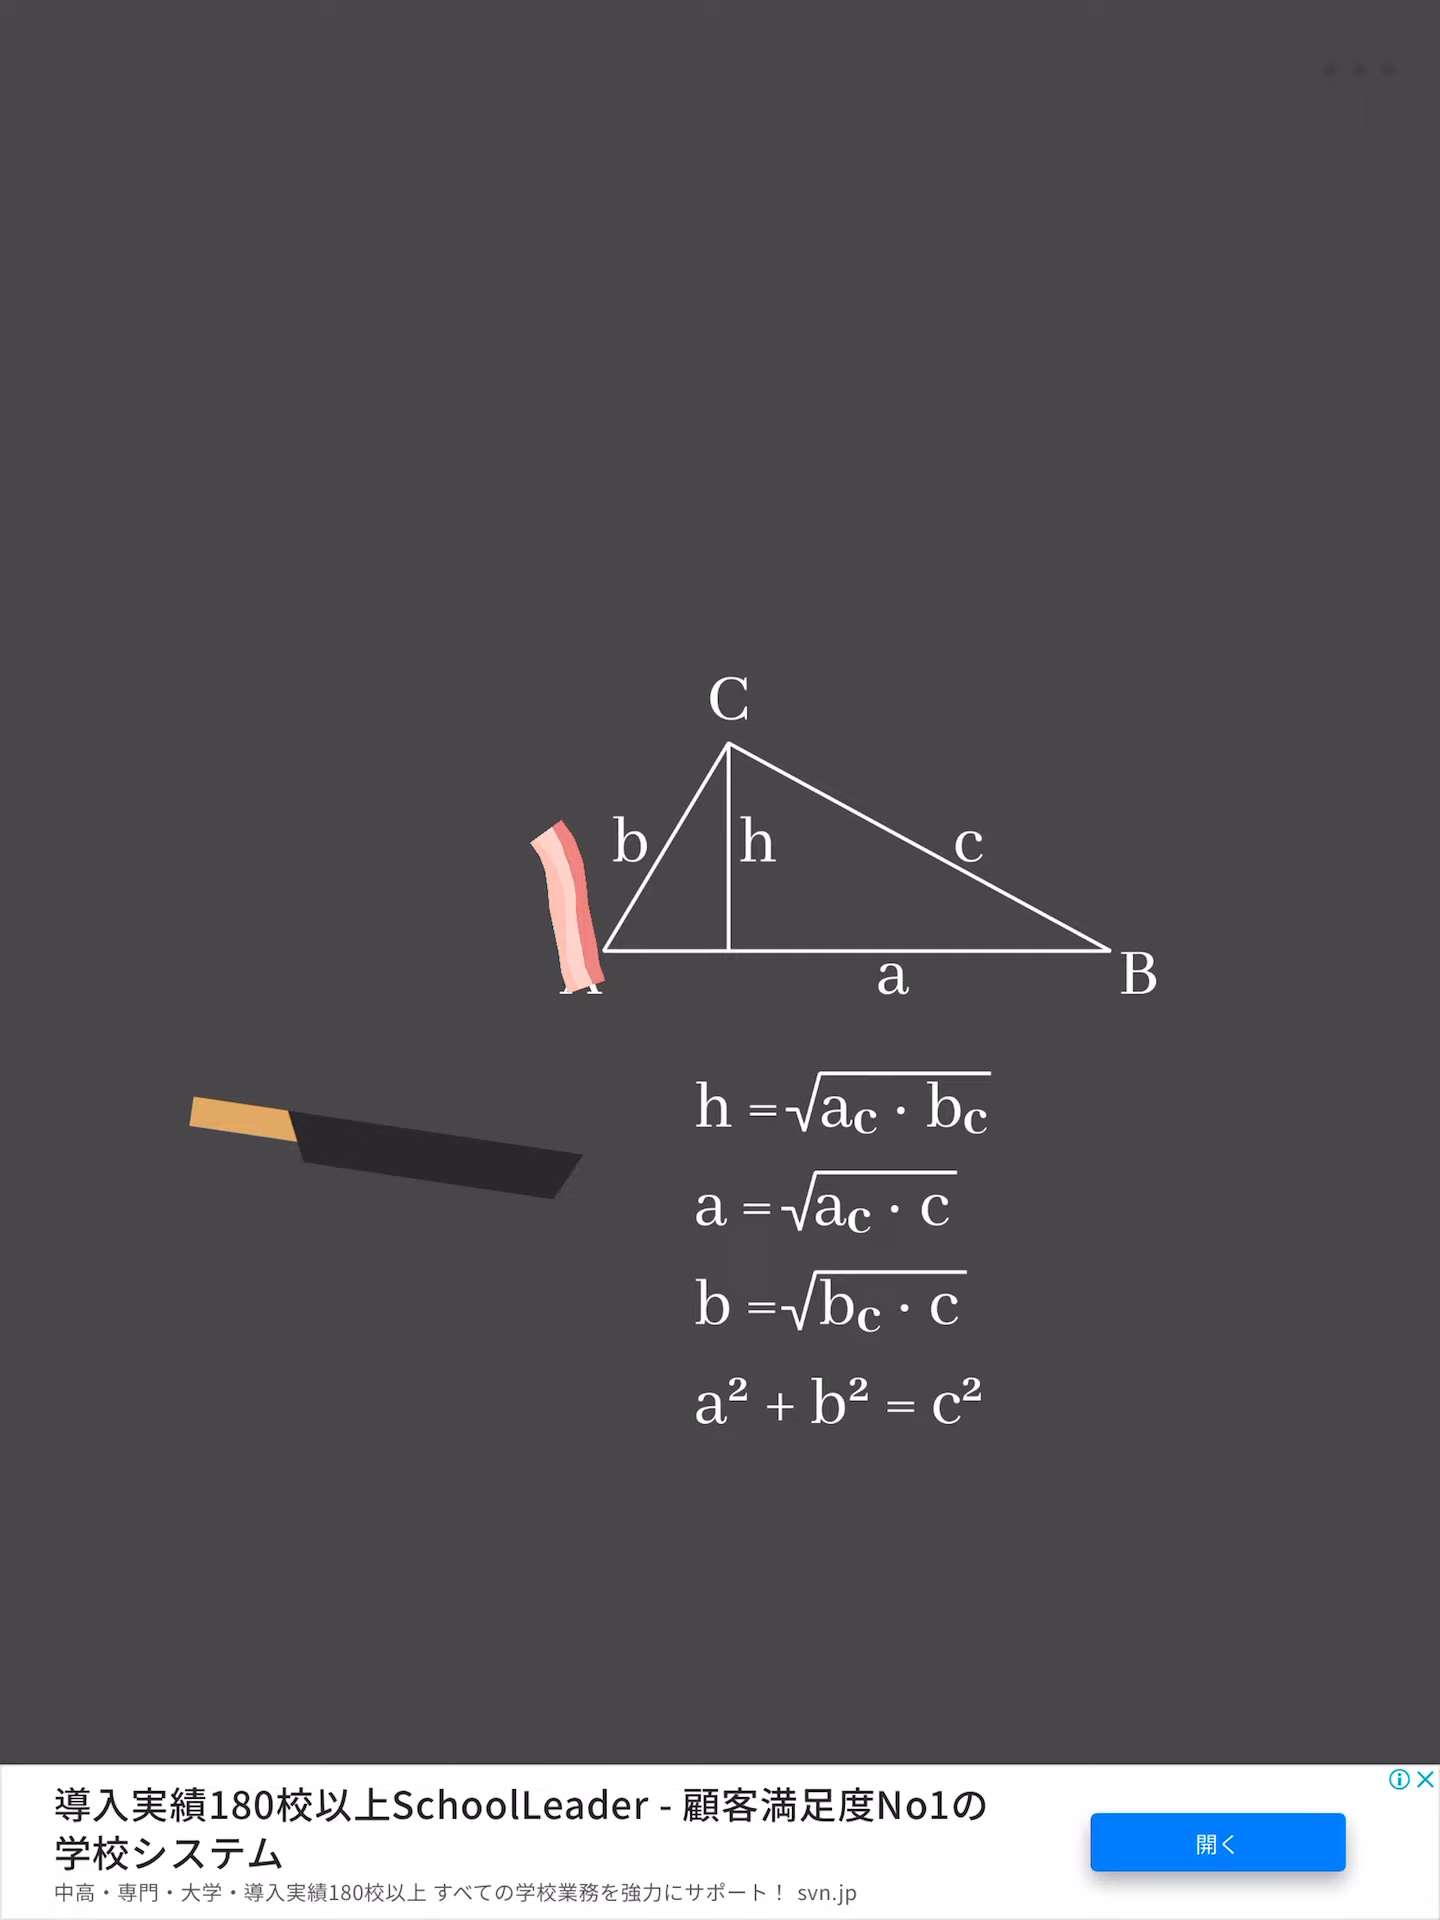 C
b h c
A a B
h = √a_c · b_c
a = √a_c · c
b = √b_c · c
a² + b² = c²
導入実績180校以上SchoolLeader - 顧客満足度No1の
学校システム
中高・専門・大学・導入実績180校以上 すべての学校業務を強力にサポート! svn.jp
開く